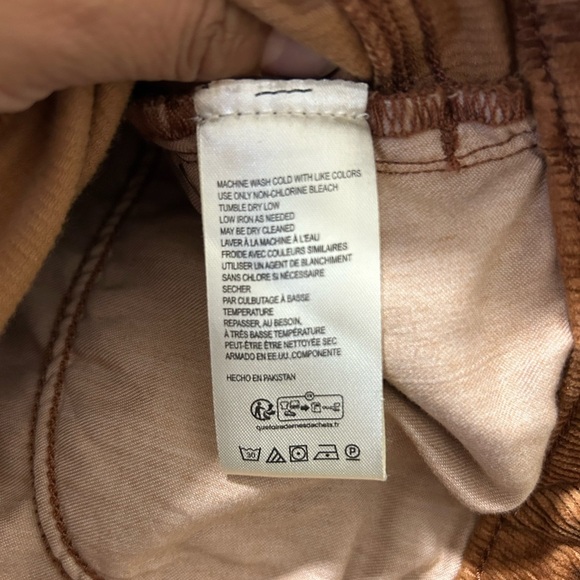 MACHINE WASH COLD WITH LIKE COLORS
USE ONLY NON-CHLORINE BLEACH
TUMBLE DRY LOW
LOW IRON AS NEEDED
MAY BE DRY CLEANED
LAVER À LA MACHINE À L'EAU
FROIDE AVEC COULEURS SIMILAIRES
UTILISER UN AGENT DE BLANCHIMENT
SANS CHLORE SI NÉCESSAIRE
SECHER
PAR CULBUTAGE À BASSE
TEMPERATURE
REPASSER, AU BESOIN,
À TRÈS BASSE TEMPÉRATURE
PEUT-ÊTRE ÊTRE NETTOYÉE SEC
ARMADO EN EE.UU. COMPONENTE
HECHO EN PAKISTAN
FR
quefairedemesdechets.fr
30
P